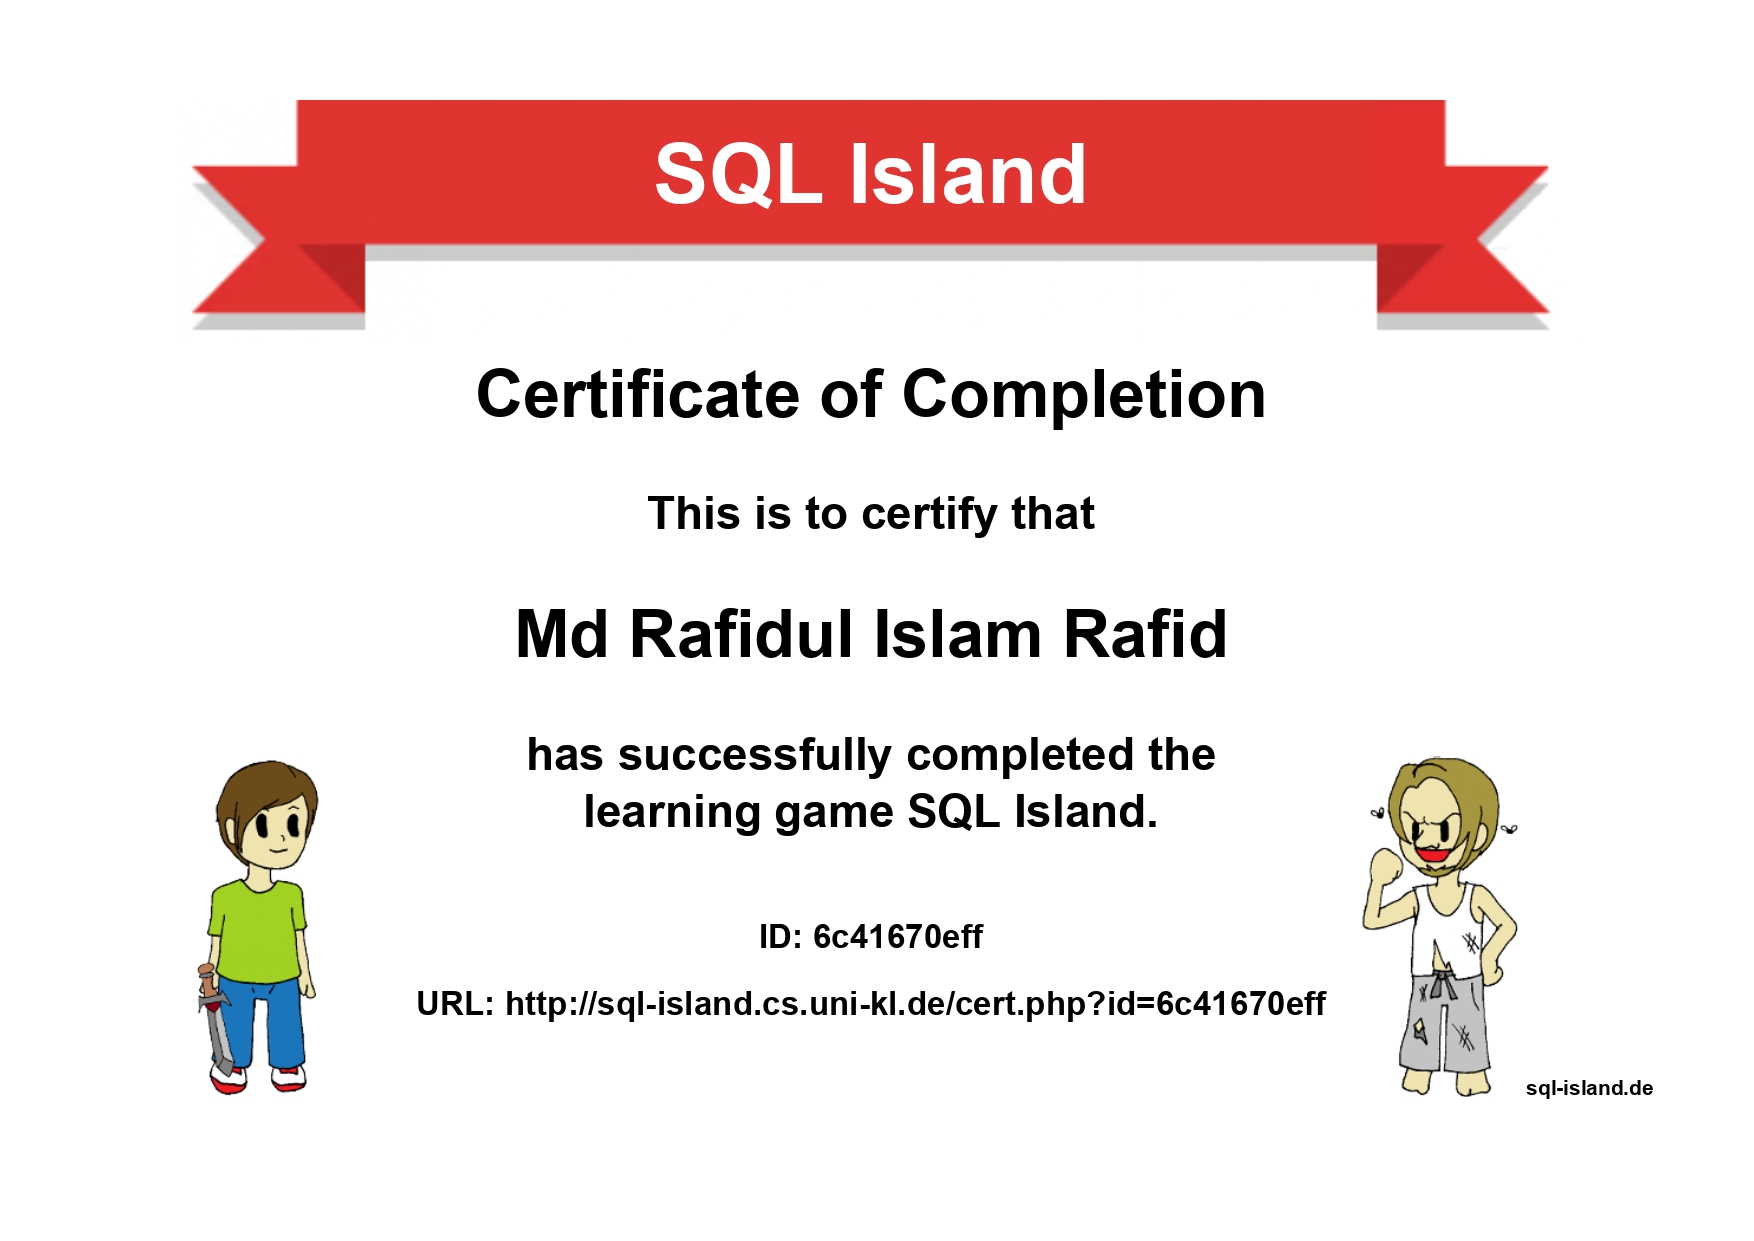 SQL Island
Certificate of Completion
This is to certify that
Md Rafidul Islam Rafid
has successfully completed the
learning game SQL Island.
ID: 6c41670eff
URL: http://sql-island.cs.uni-kl.de/cert.php?id=6c41670eff
sql-island.de